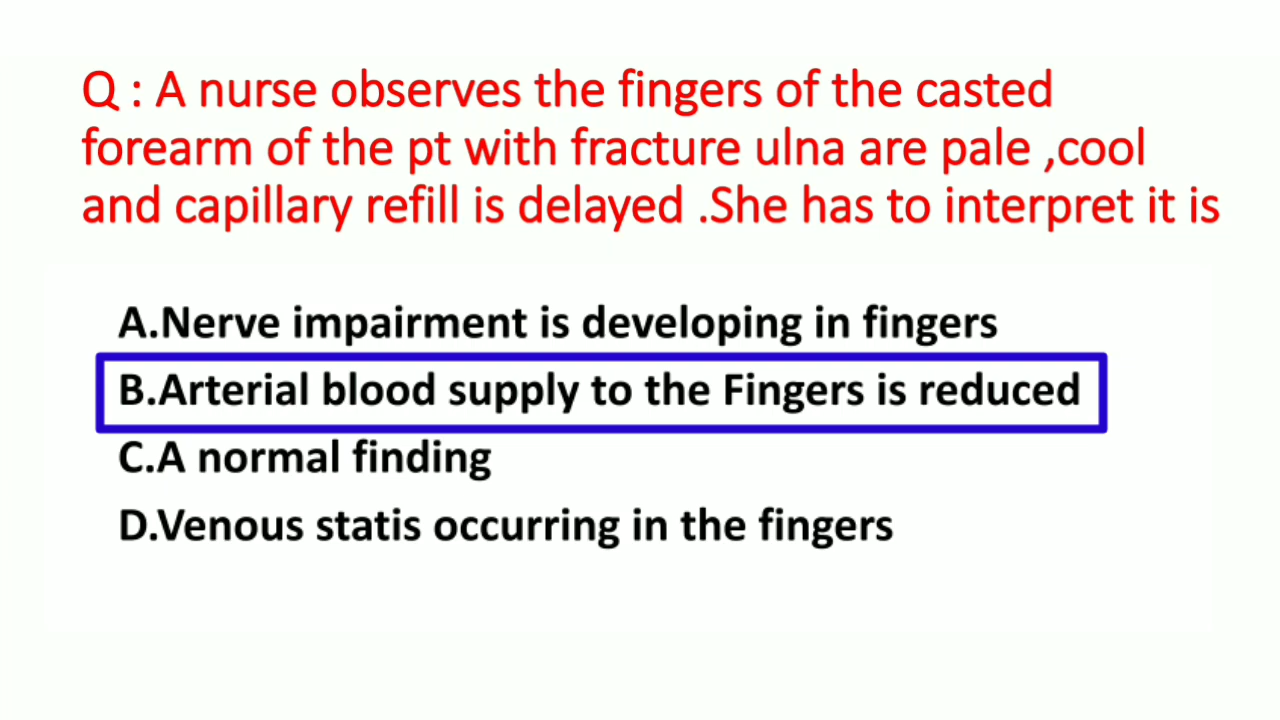 Q : A nurse observes the fingers of the casted
forearm of the pt with fracture ulna are pale ,cool
and capillary refill is delayed .She has to interpret it is
A.Nerve impairment is developing in fingers
B.Arterial blood supply to the Fingers is reduced
C.A normal finding
D.Venous statis occurring in the fingers